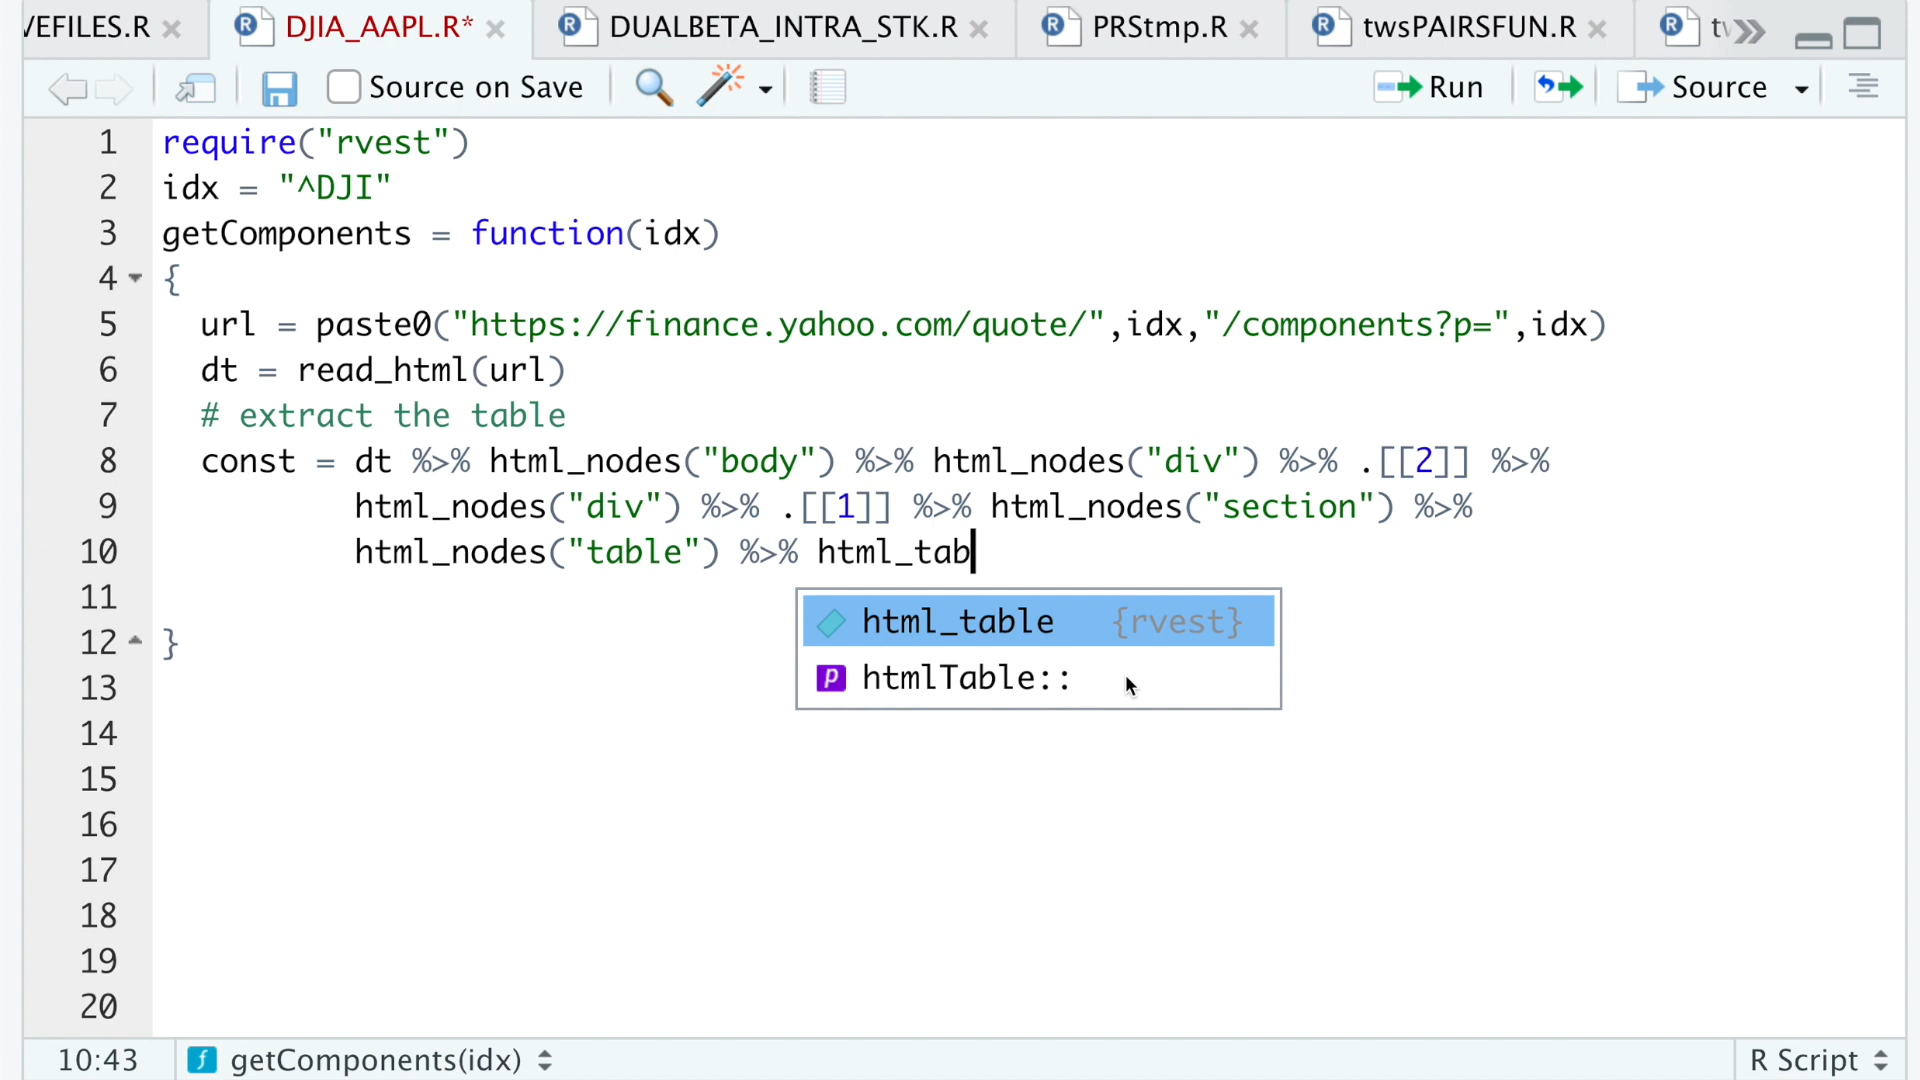 VEFILES.R DJIA_AAPL.R* DUALBETA_INTRA_STK.R PRStmp.R twsPAIRSFUN.R
Source on Save Run Source
1 require("rvest")
2 idx = "^DJI"
3 getComponents = function(idx)
4 {
5 url = paste0("https://finance.yahoo.com/quote/",idx,"/components?p=",idx)
6 dt = read_html(url)
7 # extract the table
8 const = dt %>% html_nodes("body") %>% html_nodes("div") %>% .[[2]] %>%
9 html_nodes("div") %>% .[[1]] %>% html_nodes("section") %>%
10 html_nodes("table") %>% html_tab
11
html_table {rvest}
12 }
htmlTable::
13
14
15
16
17
18
19
20
10:43 getComponents(idx) R Script